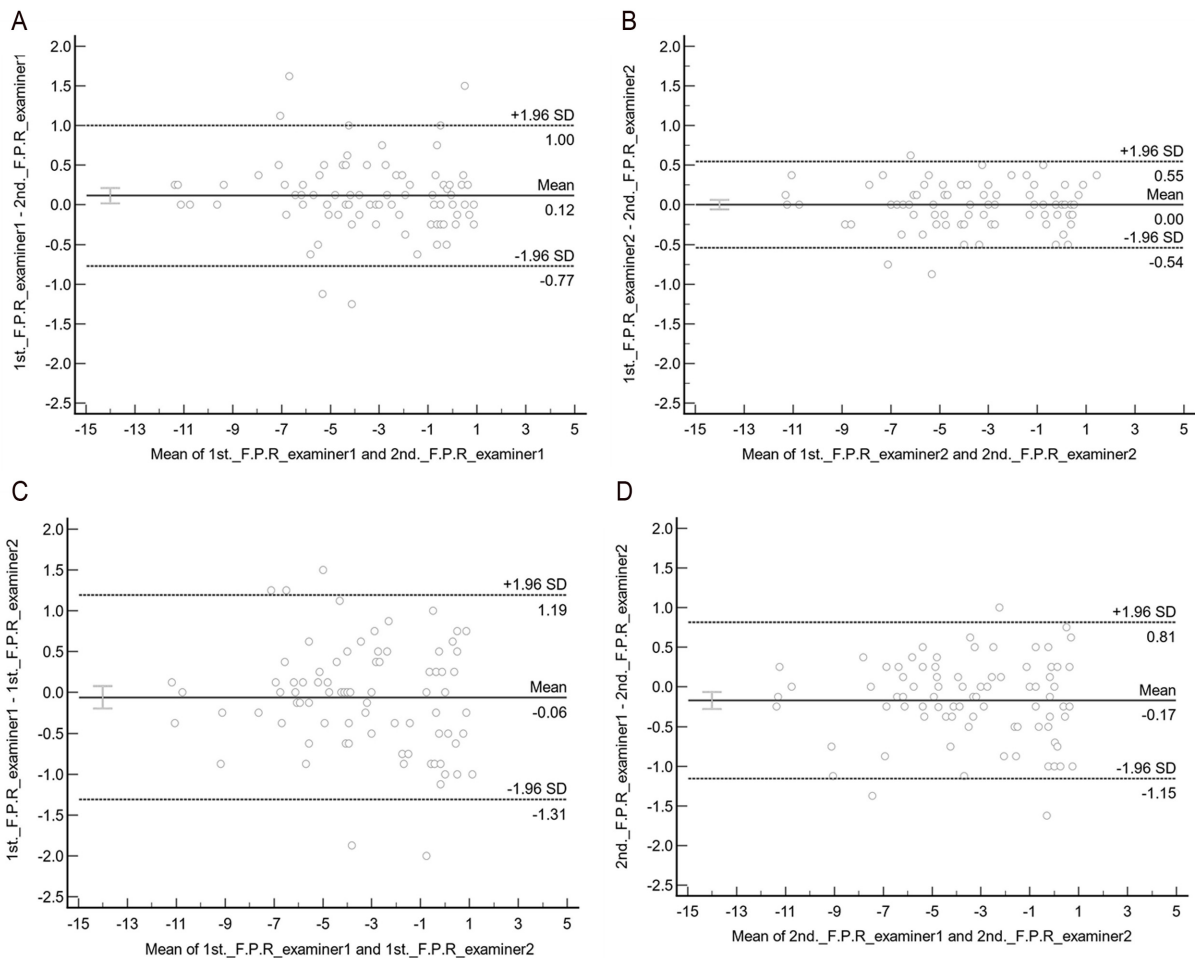 A
1st._F.P.R_examiner1 - 2nd._F.P.R_examiner1
2.0
1.5
1.0
0.5
0.0
-0.5
-1.0
-1.5
-2.0
-2.5
+1.96 SD
1.00
Mean
0.12
-1.96 SD
-0.77
-15 -13 -11 -9 -7 -5 -3 -1 1 3 5
Mean of 1st._F.P.R_examiner1 and 2nd._F.P.R_examiner1
B
1st._F.P.R_examiner2 - 2nd._F.P.R_examiner2
2.0
1.5
1.0
0.5
0.0
-0.5
-1.0
-1.5
-2.0
-2.5
+1.96 SD
0.55
Mean
0.00
-1.96 SD
-0.54
-15 -13 -11 -9 -7 -5 -3 -1 1 3 5
Mean of 1st._F.P.R_examiner2 and 2nd._F.P.R_examiner2
C
1st._F.P.R_examiner1 - 1st._F.P.R_examiner2
2.0
1.5
1.0
0.5
0.0
-0.5
-1.0
-1.5
-2.0
-2.5
+1.96 SD
1.19
Mean
-0.06
-1.96 SD
-1.31
-15 -13 -11 -9 -7 -5 -3 -1 1 3 5
Mean of 1st._F.P.R_examiner1 and 1st._F.P.R_examiner2
D
2nd._F.P.R_examiner1 - 2nd._F.P.R_examiner2
2.0
1.5
1.0
0.5
0.0
-0.5
-1.0
-1.5
-2.0
-2.5
+1.96 SD
0.81
Mean
-0.17
-1.96 SD
-1.15
-15 -13 -11 -9 -7 -5 -3 -1 1 3 5
Mean of 2nd._F.P.R_examiner1 and 2nd._F.P.R_examiner2